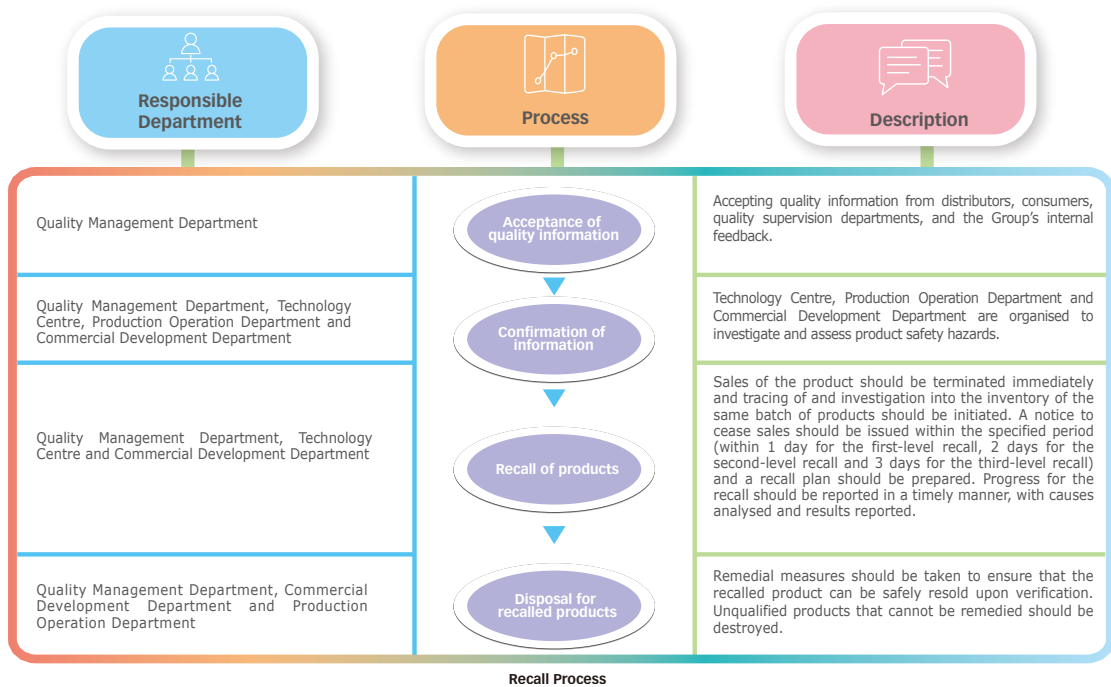 Responsible
Department
Process
Description
Quality Management Department
Acceptance of
quality information
Accepting quality information from distributors, consumers,
quality supervision departments, and the Group's internal
feedback.
Quality Management Department, Technology
Centre, Production Operation Department and
Commercial Development Department
Confirmation of
information
Technology Centre, Production Operation Department and
Commercial Development Department are organised to
investigate and assess product safety hazards.
Quality Management Department, Technology
Centre and Commercial Development Department
Recall of products
Sales of the product should be terminated immediately
and tracing of and investigation into the inventory of the
same batch of products should be initiated. A notice to
cease sales should be issued within the specified period
(within 1 day for the first-level recall, 2 days for the
second-level recall and 3 days for the third-level recall)
and a recall plan should be prepared. Progress for the
recall should be reported in a timely manner, with causes
analysed and results reported.
Quality Management Department, Commercial
Development Department and Production
Operation Department
Disposal for
recalled products
Remedial measures should be taken to ensure that the
recalled product can be safely resold upon verification.
Unqualified products that cannot be remedied should be
destroyed.
Recall Process